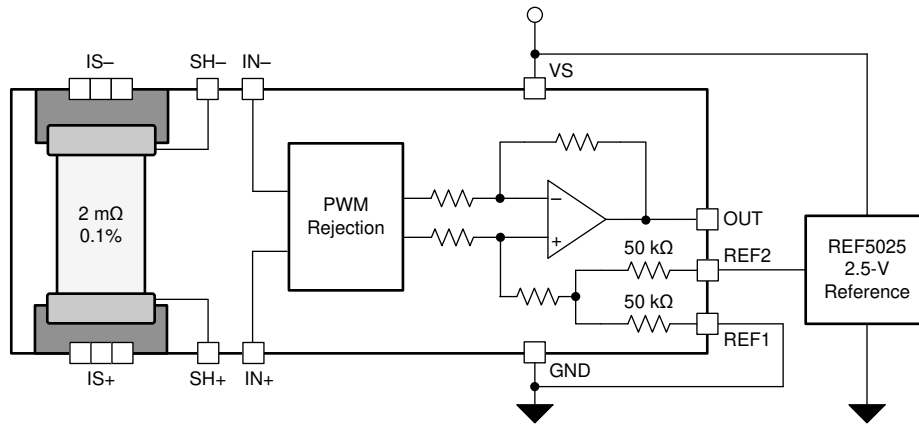 IS–
SH–
IN–
VS
2 mΩ
0.1%
PWM
Rejection
–
+
OUT
50 kΩ
REF2
50 kΩ
REF1
REF5025
2.5-V
Reference
GND
IS+
SH+
IN+